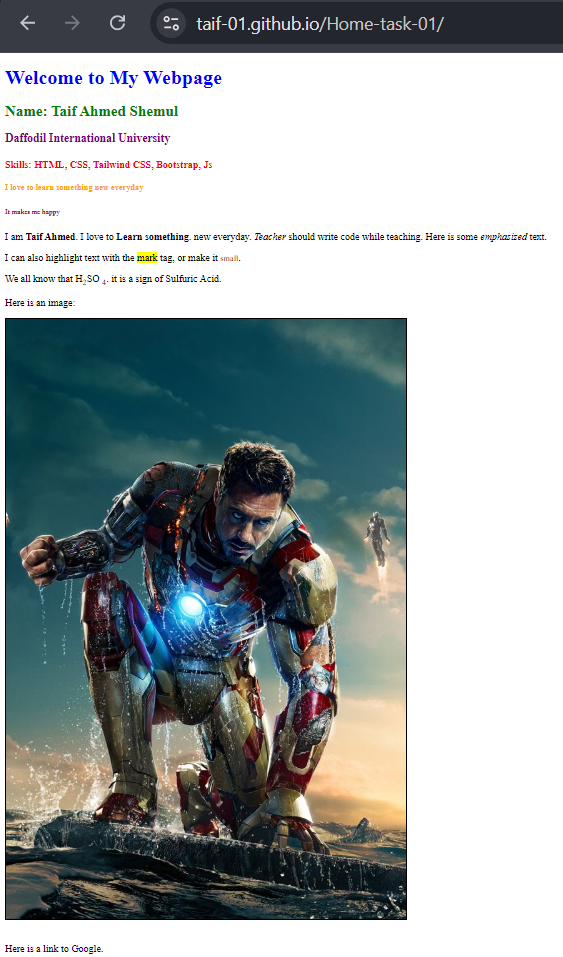 taif-01.github.io/Home-task-01/
Welcome to My Webpage
Name: Taif Ahmed Shemul
Daffodil International University
Skills: HTML, CSS, Tailwind CSS, Bootstrap, Js
I love to learn something new everyday
It makes me happy
I am Taif Ahmed. I love to Learn something. new everyday. Teacher should write code while teaching. Here is some emphasized text.
I can also highlight text with the mark tag, or make it small.
We all know that H2SO 4. it is a sign of Sulfuric Acid.
Here is an image:
Here is a link to Google.